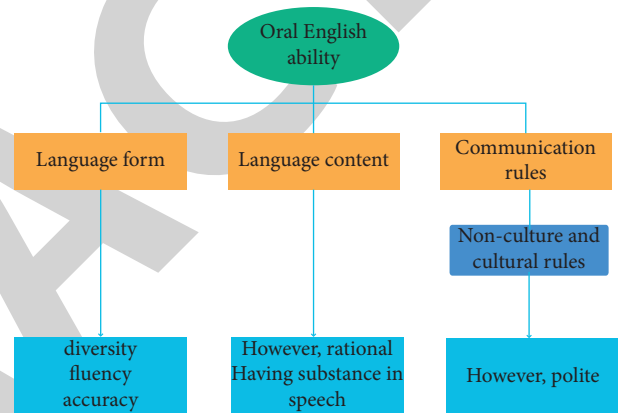 Oral English
ability
Language form
Language content
Communication
rules
Non-culture and
cultural rules
diversity
fluency
accuracy
However, rational
Having substance in
speech
However, polite